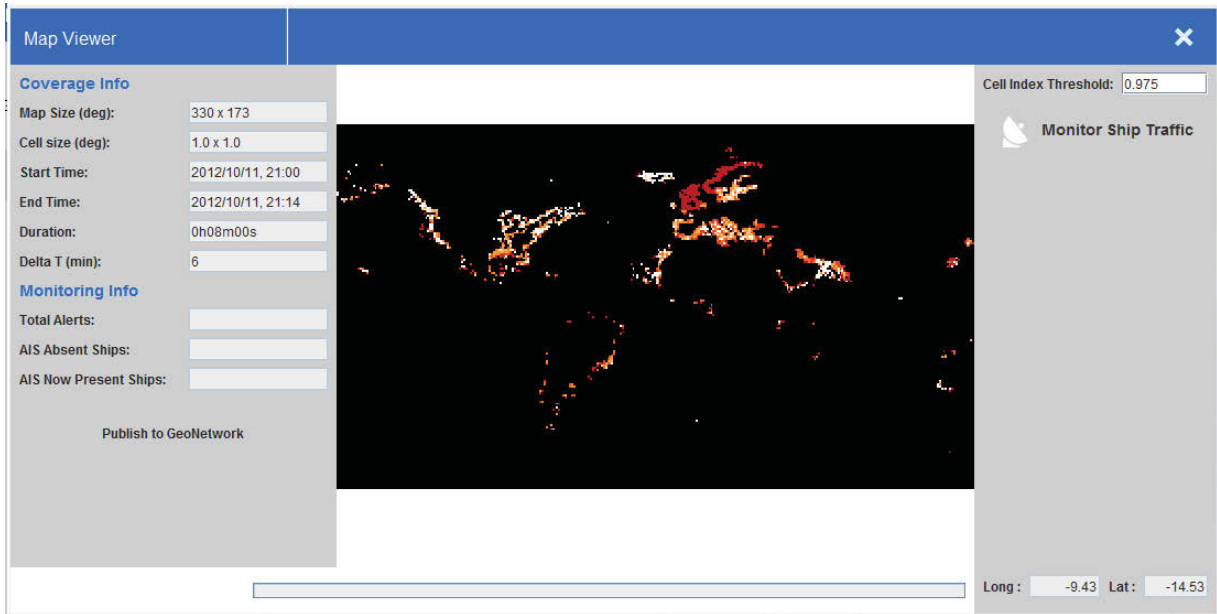 Map Viewer
Coverage Info
Map Size (deg): 330 x 173
Cell size (deg): 1.0 x 1.0
Start Time: 2012/10/11, 21:00
End Time: 2012/10/11, 21:14
Duration: 0h08m00s
Delta T (min): 6
Monitoring Info
Total Alerts:
AIS Absent Ships:
AIS Now Present Ships:
Publish to GeoNetwork
Cell Index Threshold: 0.975
Monitor Ship Traffic
Long: -9.43 Lat: -14.53